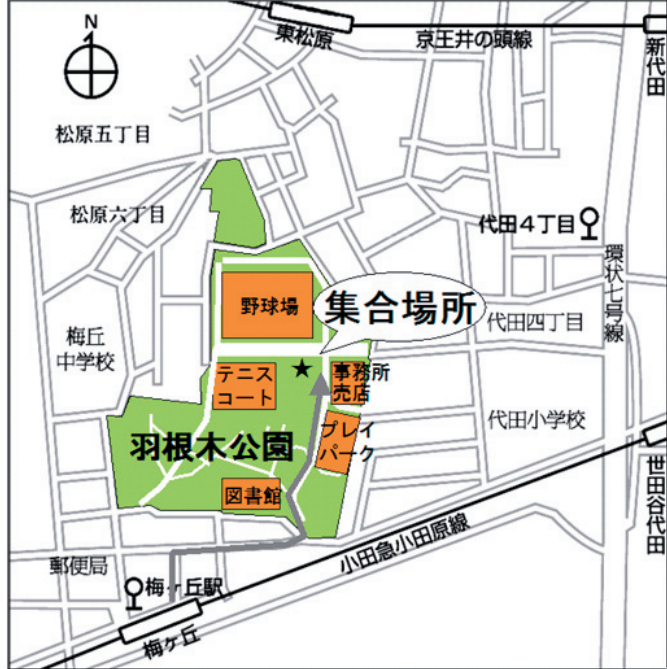 N
東松原
京王井の頭線
新代田
松原五丁目
松原六丁目
代田4丁目
環状七号線
野球場
集合場所
代田四丁目
梅丘
中学校
テニス
コート
★
事務所
売店
代田小学校
羽根木公園
プレイ
パーク
図書館
世田谷代田
小田急小田原線
郵便局
梅ヶ丘駅
梅ヶ丘